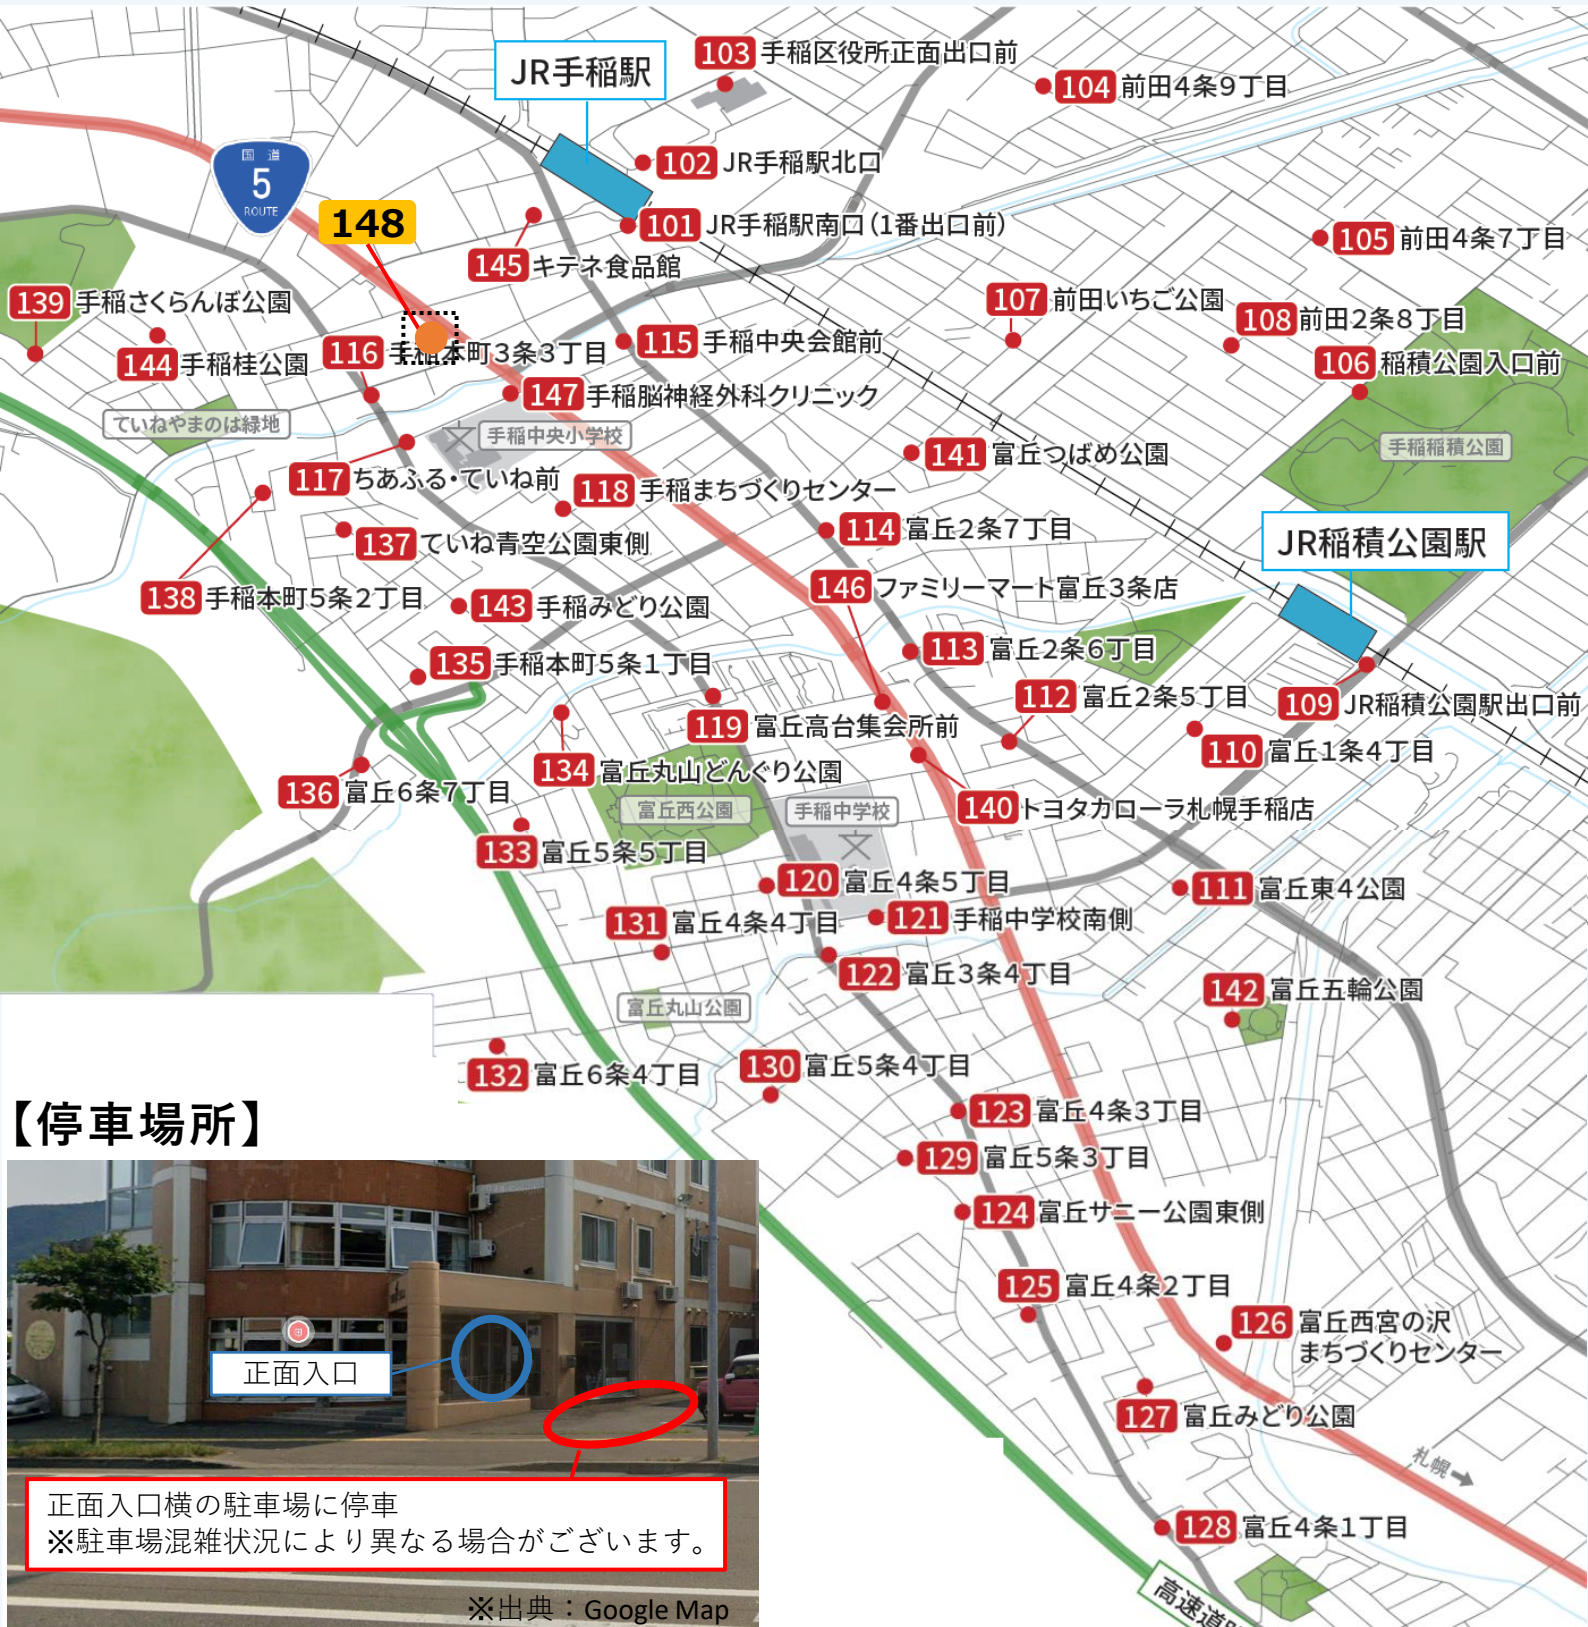 JR手稲駅
103 手稲区役所正面出口前
104 前田４条９丁目
国道
5
ROUTE
102 JR手稲駅北口
148
101 JR手稲駅南口（1番出口前）
105 前田４条７丁目
145 キテネ食品館
139 手稲さくらんぼ公園
107 前田いちご公園
108 前田２条８丁目
144 手稲桂公園
116 手稲本町３条３丁目
115 手稲中央会館前
106 稲積公園入口前
147 手稲脳神経外科クリニック
ていねやまのは緑地
文
手稲中央小学校
手稲稲積公園
141 富丘つばめ公園
117 ちあふる・ていね前
118 手稲まちづくりセンター
137 ていね青空公園東側
114 富丘２条７丁目
JR稲積公園駅
138 手稲本町５条２丁目
143 手稲みどり公園
146 ファミリーマート富丘３条店
135 手稲本町５条１丁目
113 富丘２条６丁目
112 富丘２条５丁目
109 JR稲積公園駅出口前
119 富丘高台集会所前
110 富丘１条４丁目
136 富丘６条７丁目
134 富丘丸山どんぐり公園
富丘西公園
手稲中学校
文
140 トヨタカローラ札幌手稲店
133 富丘５条５丁目
120 富丘４条５丁目
111 富丘東４公園
131 富丘４条４丁目
121 手稲中学校南側
122 富丘３条４丁目
142 富丘五輪公園
富丘丸山公園
132 富丘６条４丁目
130 富丘５条４丁目
123 富丘４条３丁目
【停車場所】
129 富丘５条３丁目
124 富丘サニー公園東側
125 富丘４条２丁目
126 富丘西宮の沢
まちづくりセンター
正面入口
127 富丘みどり公園
札幌
正面入口横の駐車場に停車
※駐車場混雑状況により異なる場合がございます。
128 富丘４条１丁目
※出典：Google Map
高速道